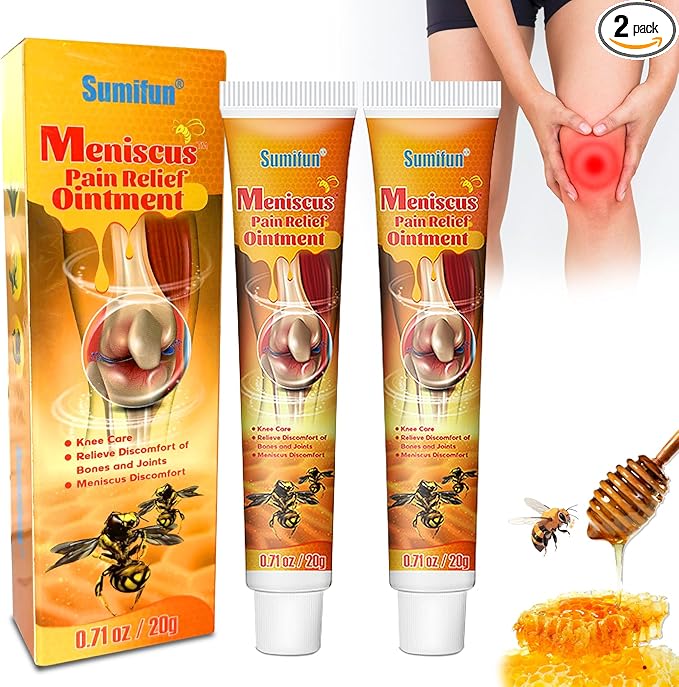 Sumifun®
Meniscus™
Pain Relief
Ointment
• Knee Care
• Relieve Discomfort of
Bones and Joints
• Meniscus Discomfort
0.71 oz / 20g
Sumifun®
Meniscus
Pain Relief
Ointment
• Knee Care
• Relieve Discomfort of
Bones and Joints
• Meniscus Discomfort
0.71 oz / 20g
Sumifun®
Meniscus
Pain Relief
Ointment
• Knee Care
• Relieve Discomfort of
Bones and Joints
• Meniscus Discomfort
0.71 oz / 20g
2 pack